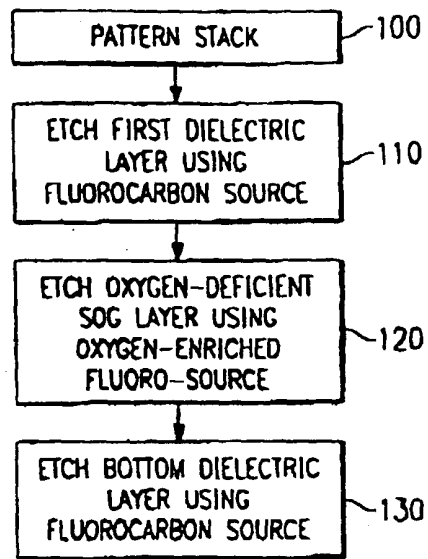 PATTERN STACK
100
ETCH FIRST DIELECTRIC
LAYER USING
FLUOROCARBON SOURCE
110
ETCH OXYGEN-DEFICIENT
SOG LAYER USING
OXYGEN-ENRICHED
FLUORO-SOURCE
120
ETCH BOTTOM DIELECTRIC
LAYER USING
FLUOROCARBON SOURCE
130